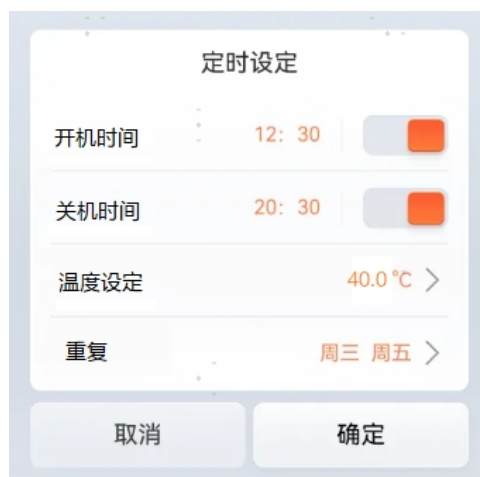 定时设定
开机时间 12: 30
关机时间 20: 30
温度设定 40.0 ℃
重复 周三 周五
取消 确定